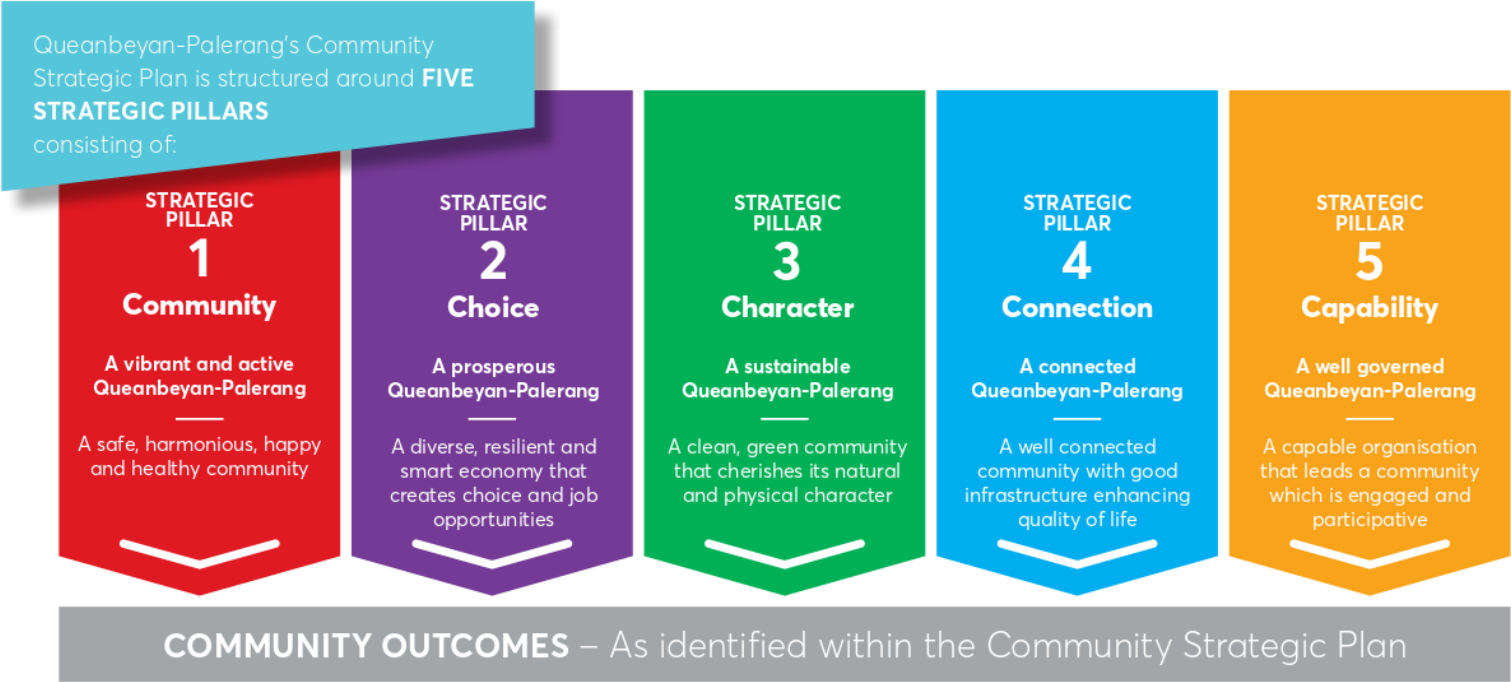 Queanbeyan-Palerang's Community
Strategic Plan is structured around FIVE
STRATEGIC PILLARS
consisting of:
STRATEGIC
PILLAR
1
Community
A vibrant and active
Queanbeyan-Palerang
A safe, harmonious, happy
and healthy community
STRATEGIC
PILLAR
2
Choice
A prosperous
Queanbeyan-Palerang
A diverse, resilient and
smart economy that
creates choice and job
opportunities
STRATEGIC
PILLAR
3
Character
A sustainable
Queanbeyan-Palerang
A clean, green community
that cherishes its natural
and physical character
STRATEGIC
PILLAR
4
Connection
A connected
Queanbeyan-Palerang
A well connected
community with good
infrastructure enhancing
quality of life
STRATEGIC
PILLAR
5
Capability
A well governed
Queanbeyan-Palerang
A capable organisation
that leads a community
which is engaged and
participative
COMMUNITY OUTCOMES – As identified within the Community Strategic Plan